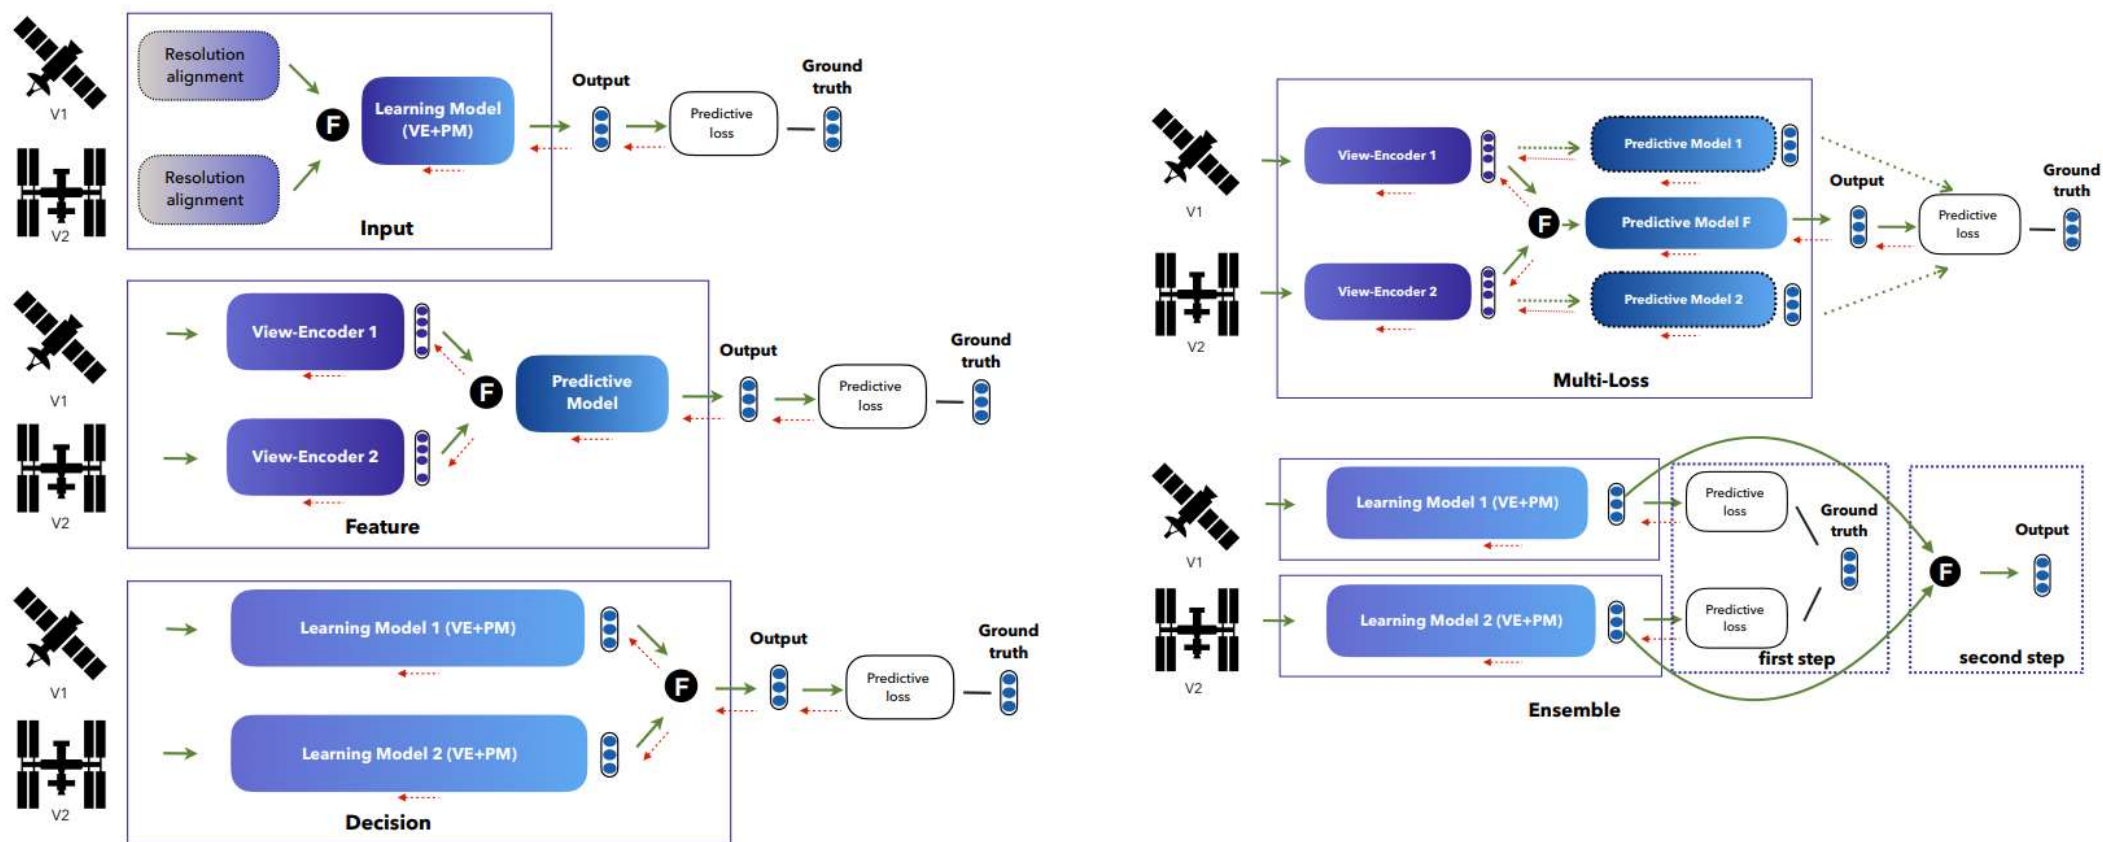 V1
V2
Resolution
alignment
Resolution
alignment
F
Learning Model
(VE+PM)
Input
Output
Predictive
loss
Ground
truth
V1
V2
View-Encoder 1
View-Encoder 2
F
Predictive
Model
Feature
Output
Predictive
loss
Ground
truth
V1
V2
Learning Model 1 (VE+PM)
Learning Model 2 (VE+PM)
F
Decision
Output
Predictive
loss
Ground
truth
V1
V2
View-Encoder 1
View-Encoder 2
F
Predictive Model 1
Predictive Model F
Predictive Model 2
Multi-Loss
Output
Predictive
loss
Ground
truth
V1
V2
Learning Model 1 (VE+PM)
Learning Model 2 (VE+PM)
Predictive
loss
Predictive
loss
Ground
truth
first step
F
Output
second step
Ensemble